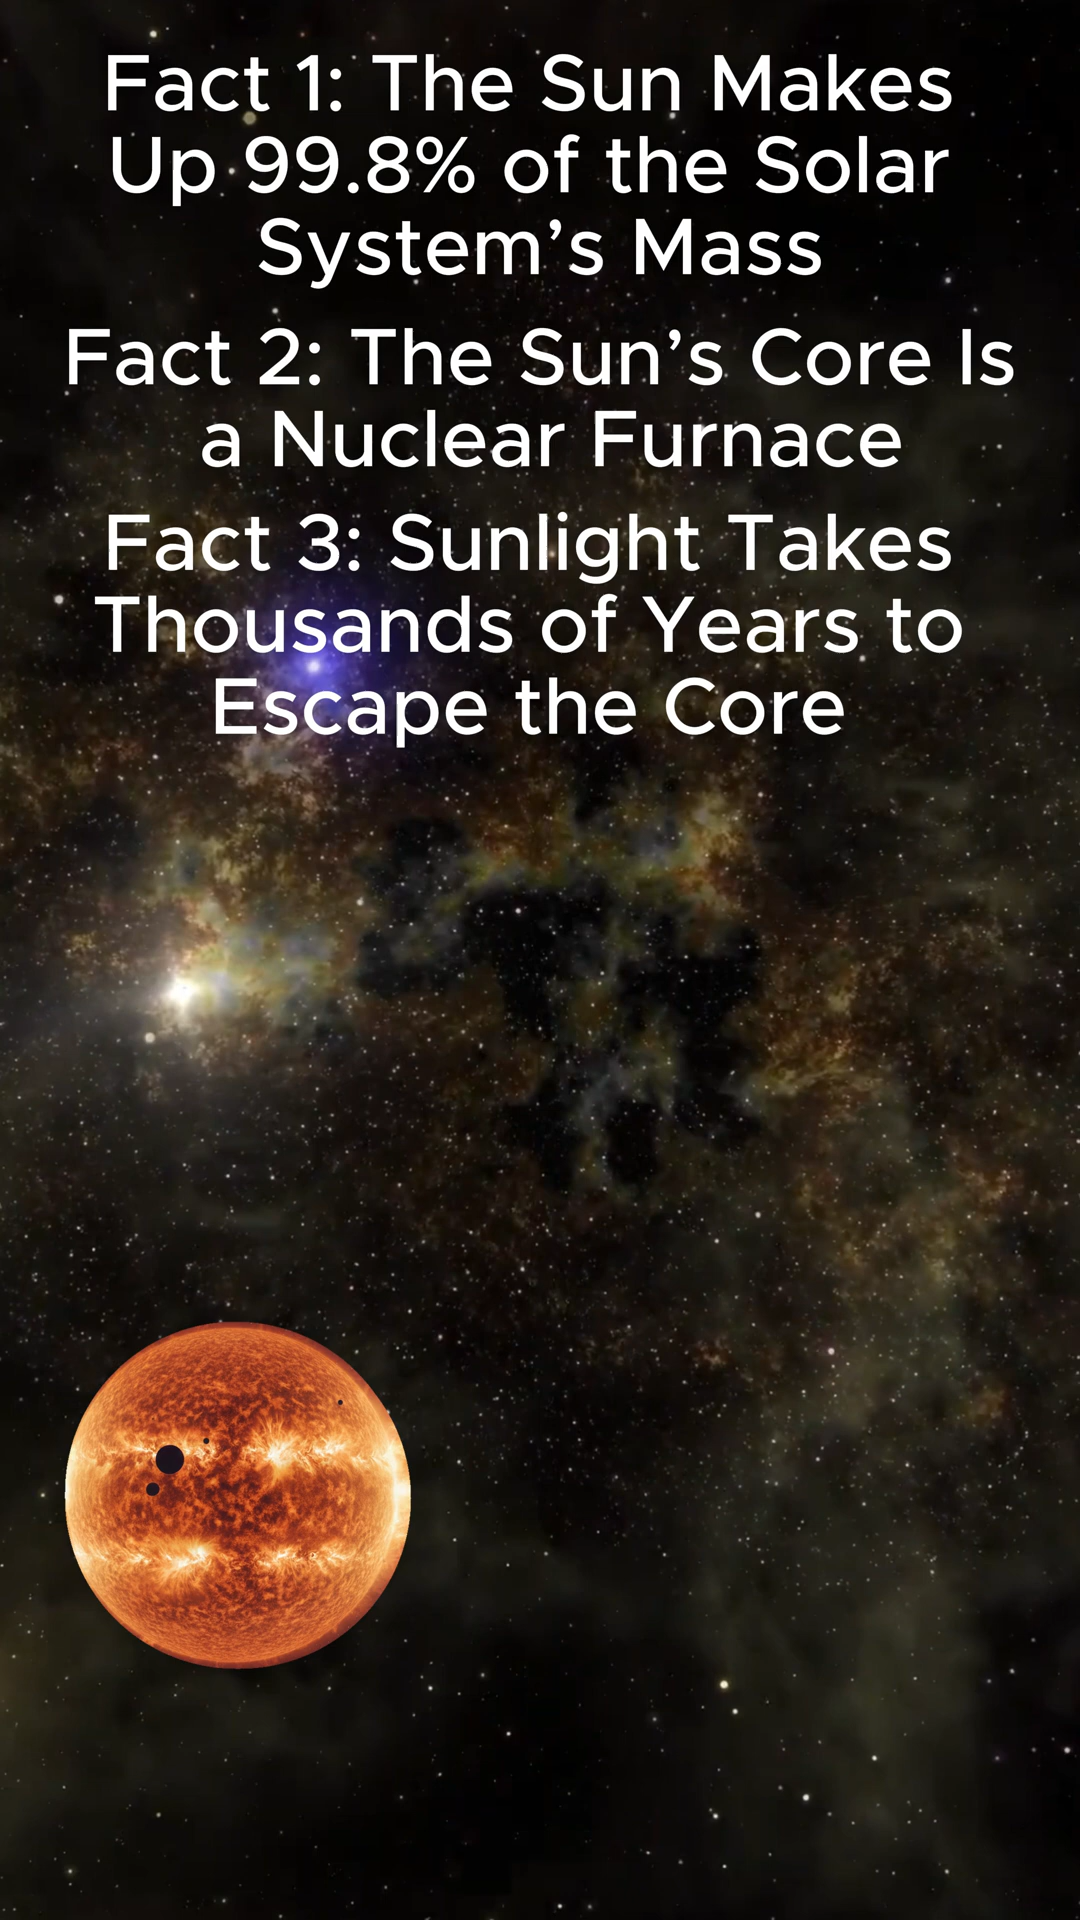 Fact 1: The Sun Makes
Up 99.8% of the Solar
System’s Mass
Fact 2: The Sun’s Core Is
a Nuclear Furnace
Fact 3: Sunlight Takes
Thousands of Years to
Escape the Core